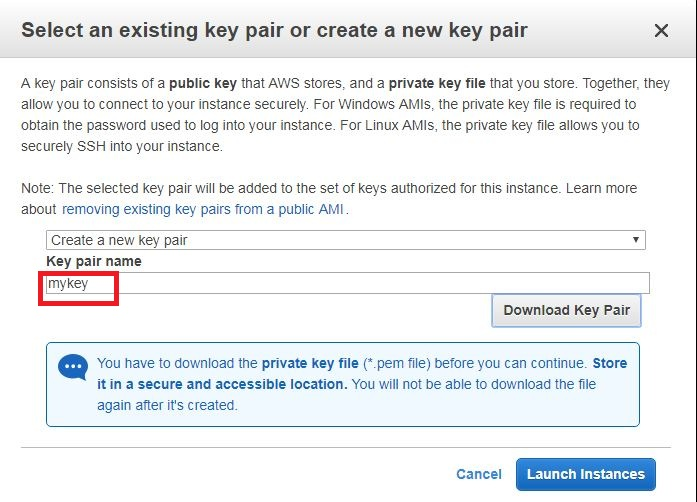 Select an existing key pair or create a new key pair
A key pair consists of a public key that AWS stores, and a private key file that you store. Together, they
allow you to connect to your instance securely. For Windows AMIs, the private key file is required to
obtain the password used to log into your instance. For Linux AMIs, the private key file allows you to
securely SSH into your instance.
Note: The selected key pair will be added to the set of keys authorized for this instance. Learn more
about removing existing key pairs from a public AMI.
Create a new key pair
Key pair name
mykey
Download Key Pair
You have to download the private key file (*.pem file) before you can continue. Store
it in a secure and accessible location. You will not be able to download the file
again after it's created.
Cancel Launch Instances